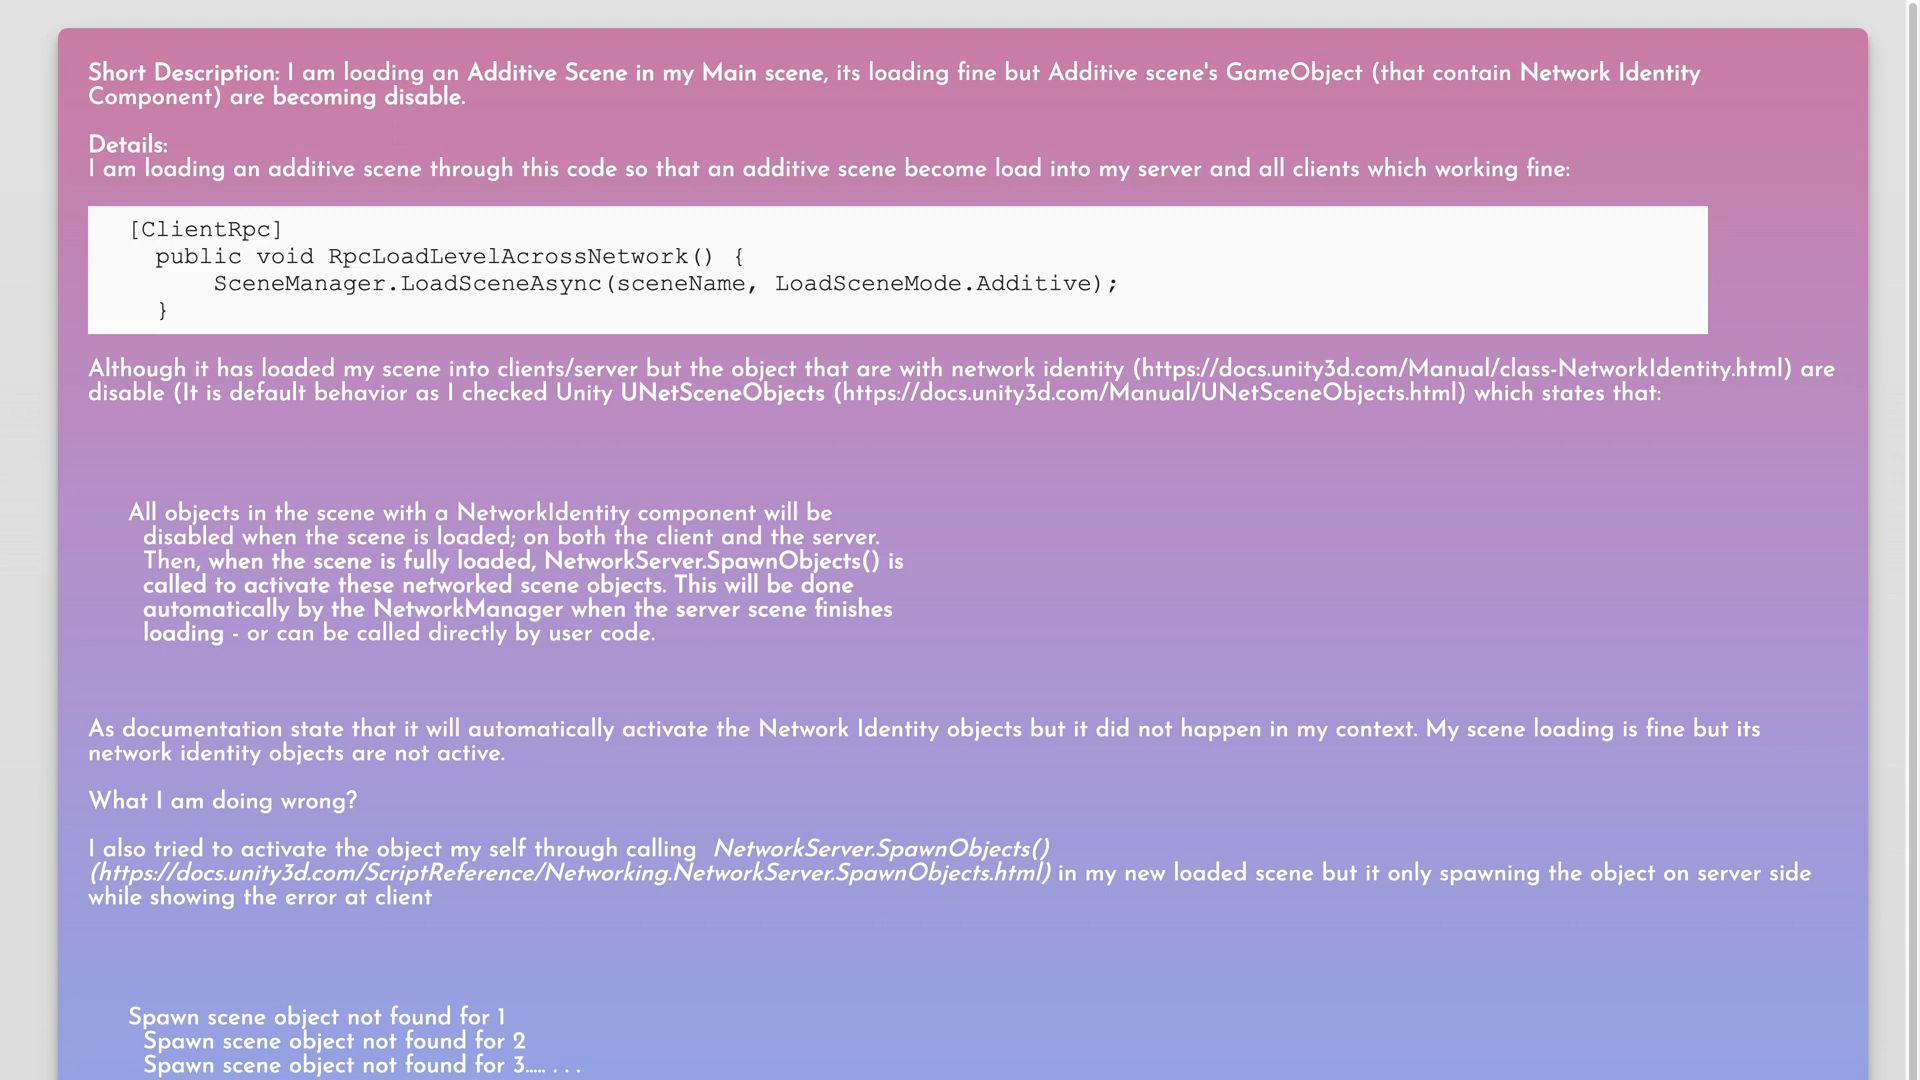 Short Description: I am loading an Additive Scene in my Main scene, its loading fine but Additive scene's GameObject (that contain Network Identity
Component) are becoming disable.
Details:
I am loading an additive scene through this code so that an additive scene become load into my server and all clients which working fine:
[ClientRpc]
public void RpcLoadLevelAcrossNetwork() {
SceneManager.LoadSceneAsync(sceneName, LoadSceneMode.Additive);
}
Although it has loaded my scene into clients/server but the object that are with network identity (https://docs.unity3d.com/Manual/class-NetworkIdentity.html) are
disable (It is default behavior as I checked Unity UNetSceneObjects (https://docs.unity3d.com/Manual/UNetSceneObjects.html) which states that:
All objects in the scene with a NetworkIdentity component will be
disabled when the scene is loaded; on both the client and the server.
Then, when the scene is fully loaded, NetworkServer.SpawnObjects() is
called to activate these networked scene objects. This will be done
automatically by the NetworkManager when the server scene finishes
loading - or can be called directly by user code.
As documentation state that it will automatically activate the Network Identity objects but it did not happen in my context. My scene loading is fine but its
network identity objects are not active.
What I am doing wrong?
I also tried to activate the object my self through calling NetworkServer.SpawnObjects()
(https://docs.unity3d.com/ScriptReference/Networking.NetworkServer.SpawnObjects.html) in my new loaded scene but it only spawning the object on server side
while showing the error at client
Spawn scene object not found for 1
Spawn scene object not found for 2
Spawn scene object not found for 3..... . . .